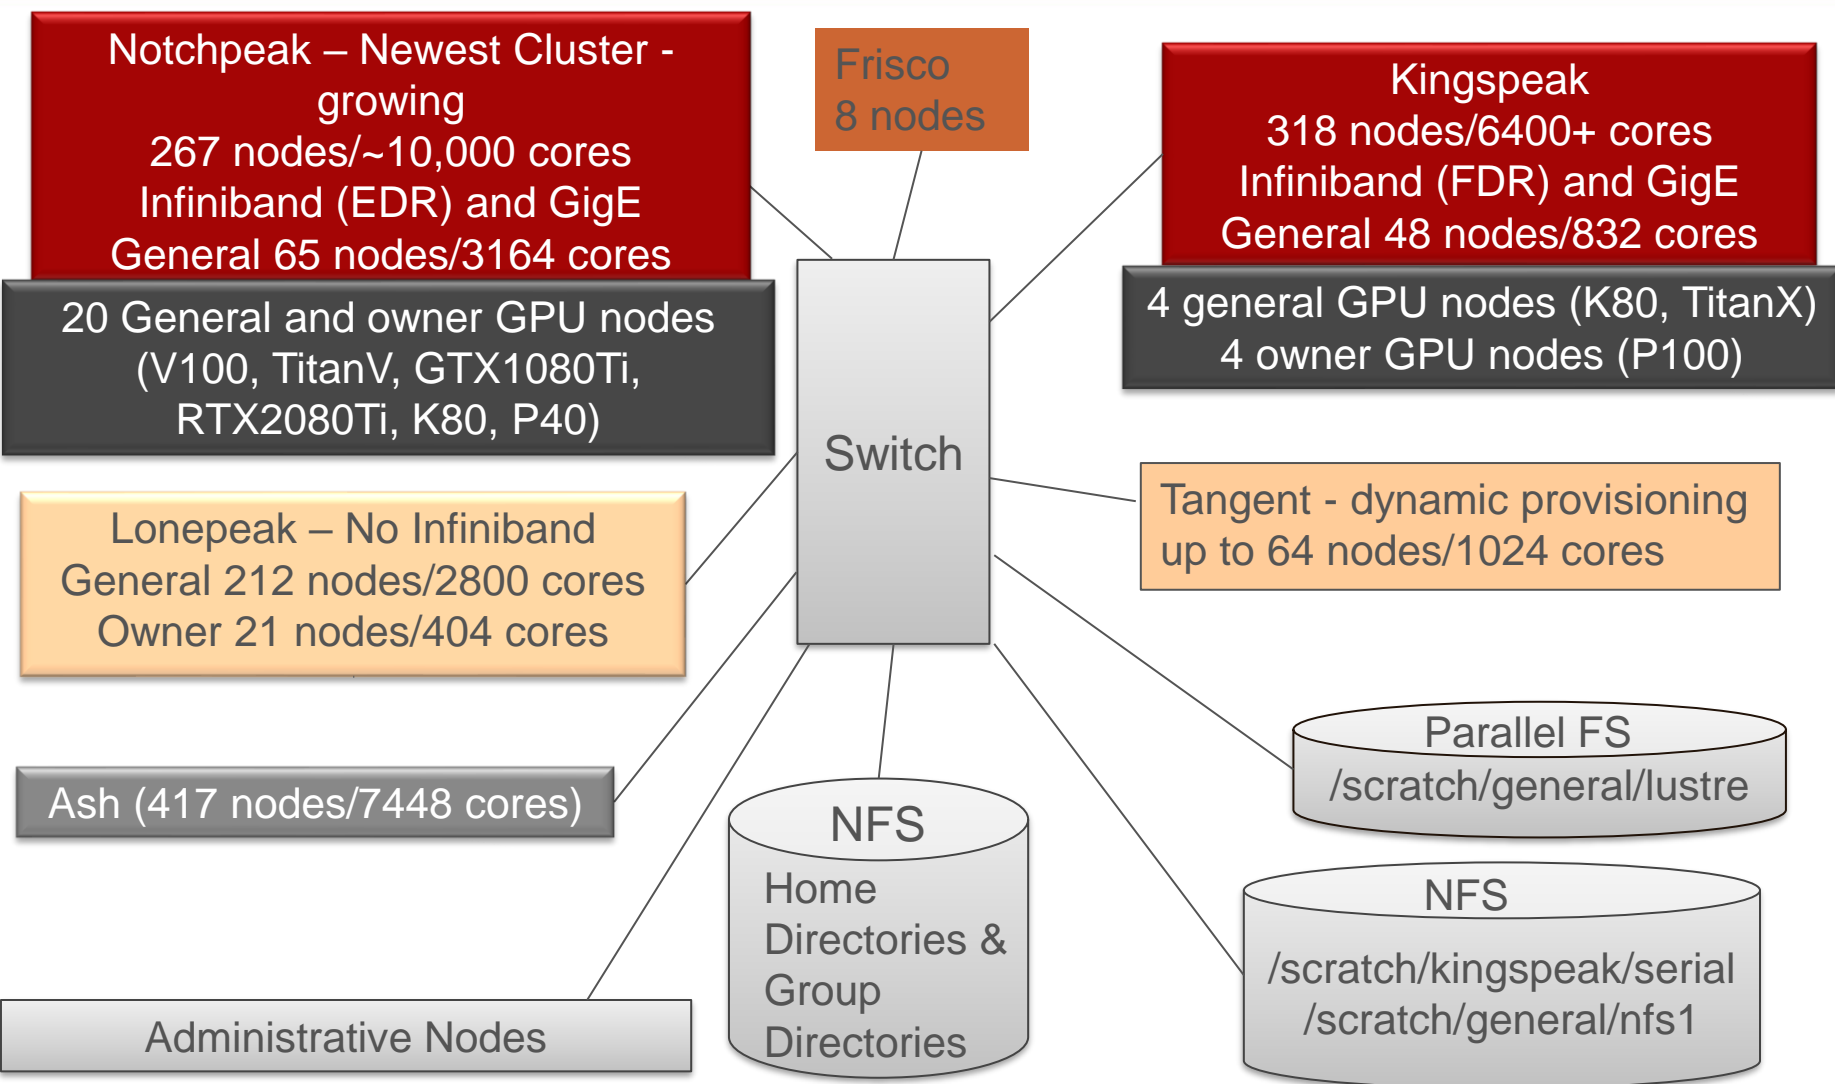 Notchpeak – Newest Cluster -
growing
267 nodes/~10,000 cores
Infiniband (EDR) and GigE
General 65 nodes/3164 cores
20 General and owner GPU nodes
(V100, TitanV, GTX1080Ti,
RTX2080Ti, K80, P40)
Frisco
8 nodes
Kingspeak
318 nodes/6400+ cores
Infiniband (FDR) and GigE
General 48 nodes/832 cores
4 general GPU nodes (K80, TitanX)
4 owner GPU nodes (P100)
Switch
Lonepeak – No Infiniband
General 212 nodes/2800 cores
Owner 21 nodes/404 cores
Tangent - dynamic provisioning
up to 64 nodes/1024 cores
Ash (417 nodes/7448 cores)
Parallel FS
/scratch/general/lustre
NFS
Home
Directories &
Group
Directories
NFS
/scratch/kingspeak/serial
/scratch/general/nfs1
Administrative Nodes